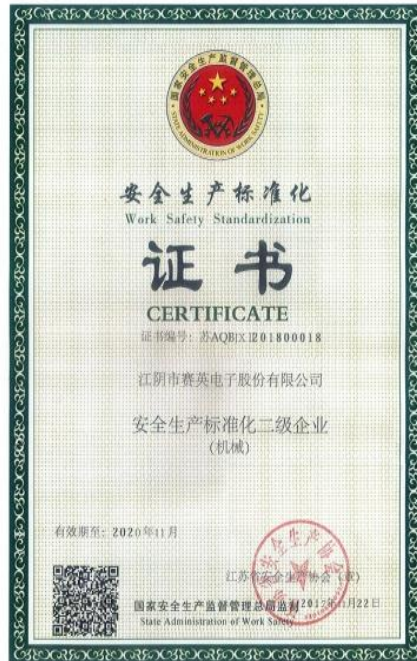 国家安全生产监督管理总局
STATE ADMINISTRATION OF WORK SAFETY
安全生产标准化
Work Safety Standardization
证书
CERTIFICATE
证书编号：苏AQBJXⅡ201800018
江阴市赛英电子股份有限公司
安全生产标准化二级企业
(机械)
有效期至：2020年11月
江苏省安全生产协会（章）
国家安全生产监督管理总局监制 2017年11月22日
State Administration of Work Safety